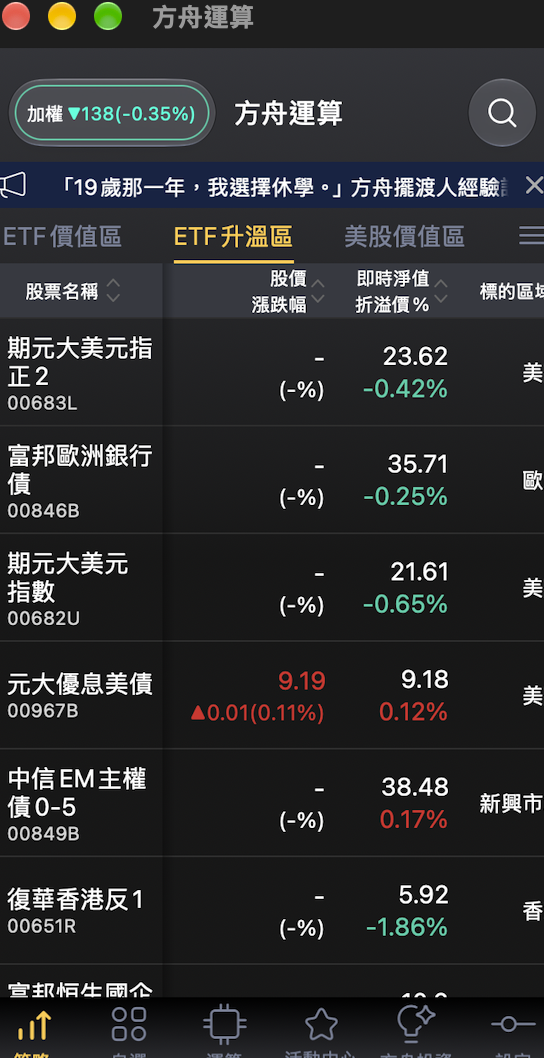 方舟運算
加權 ▼138(-0.35%)
方舟運算
「19歲那一年，我選擇休學。」方舟擺渡人經驗
ETF價值區 ETF升溫區 美股價值區
股票名稱 股價 漲跌幅 即時淨值 折溢價% 標的區域
期元大美元指
正2
00683L
-
(-%)
23.62
-0.42%
美
富邦歐洲銀行
債
00846B
-
(-%)
35.71
-0.25%
歐
期元大美元
指數
00682U
-
(-%)
21.61
-0.65%
美
元大優息美債
00967B
9.19
▲0.01(0.11%)
9.18
0.12%
美
中信EM主權
債0-5
00849B
-
(-%)
38.48
0.17%
新興市
復華香港反1
00651R
-
(-%)
5.92
-1.86%
香
富邦恒生國企